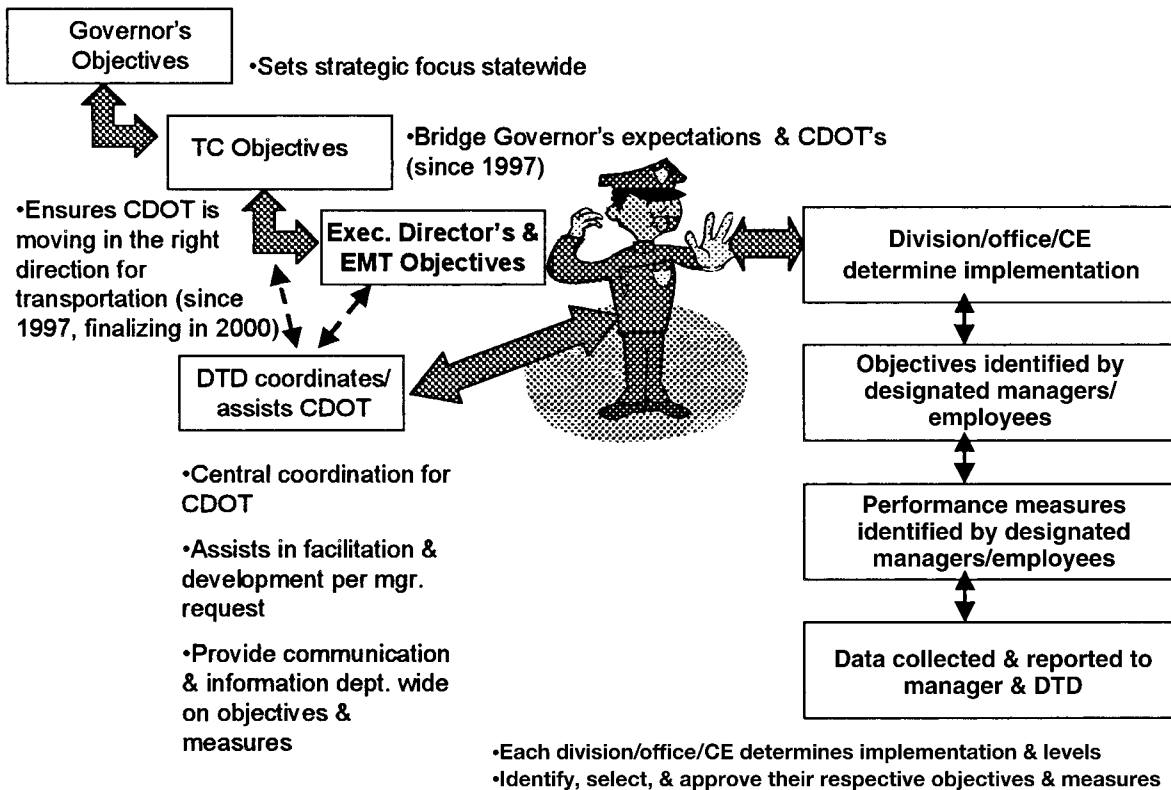 Governor's
Objectives
•Sets strategic focus statewide
TC Objectives
•Bridge Governor's expectations & CDOT's
(since 1997)
•Ensures CDOT is
moving in the right
direction for
transportation (since
1997, finalizing in 2000)
Exec. Director's &
EMT Objectives
DTD coordinates/
assists CDOT
•Central coordination for
CDOT
•Assists in facilitation &
development per mgr.
request
•Provide communication
& information dept. wide
on objectives &
measures
Division/office/CE
determine implementation
Objectives identified by
designated managers/
employees
Performance measures
identified by designated
managers/employees
Data collected & reported to
manager & DTD
•Each division/office/CE determines implementation & levels
•Identify, select, & approve their respective objectives & measures